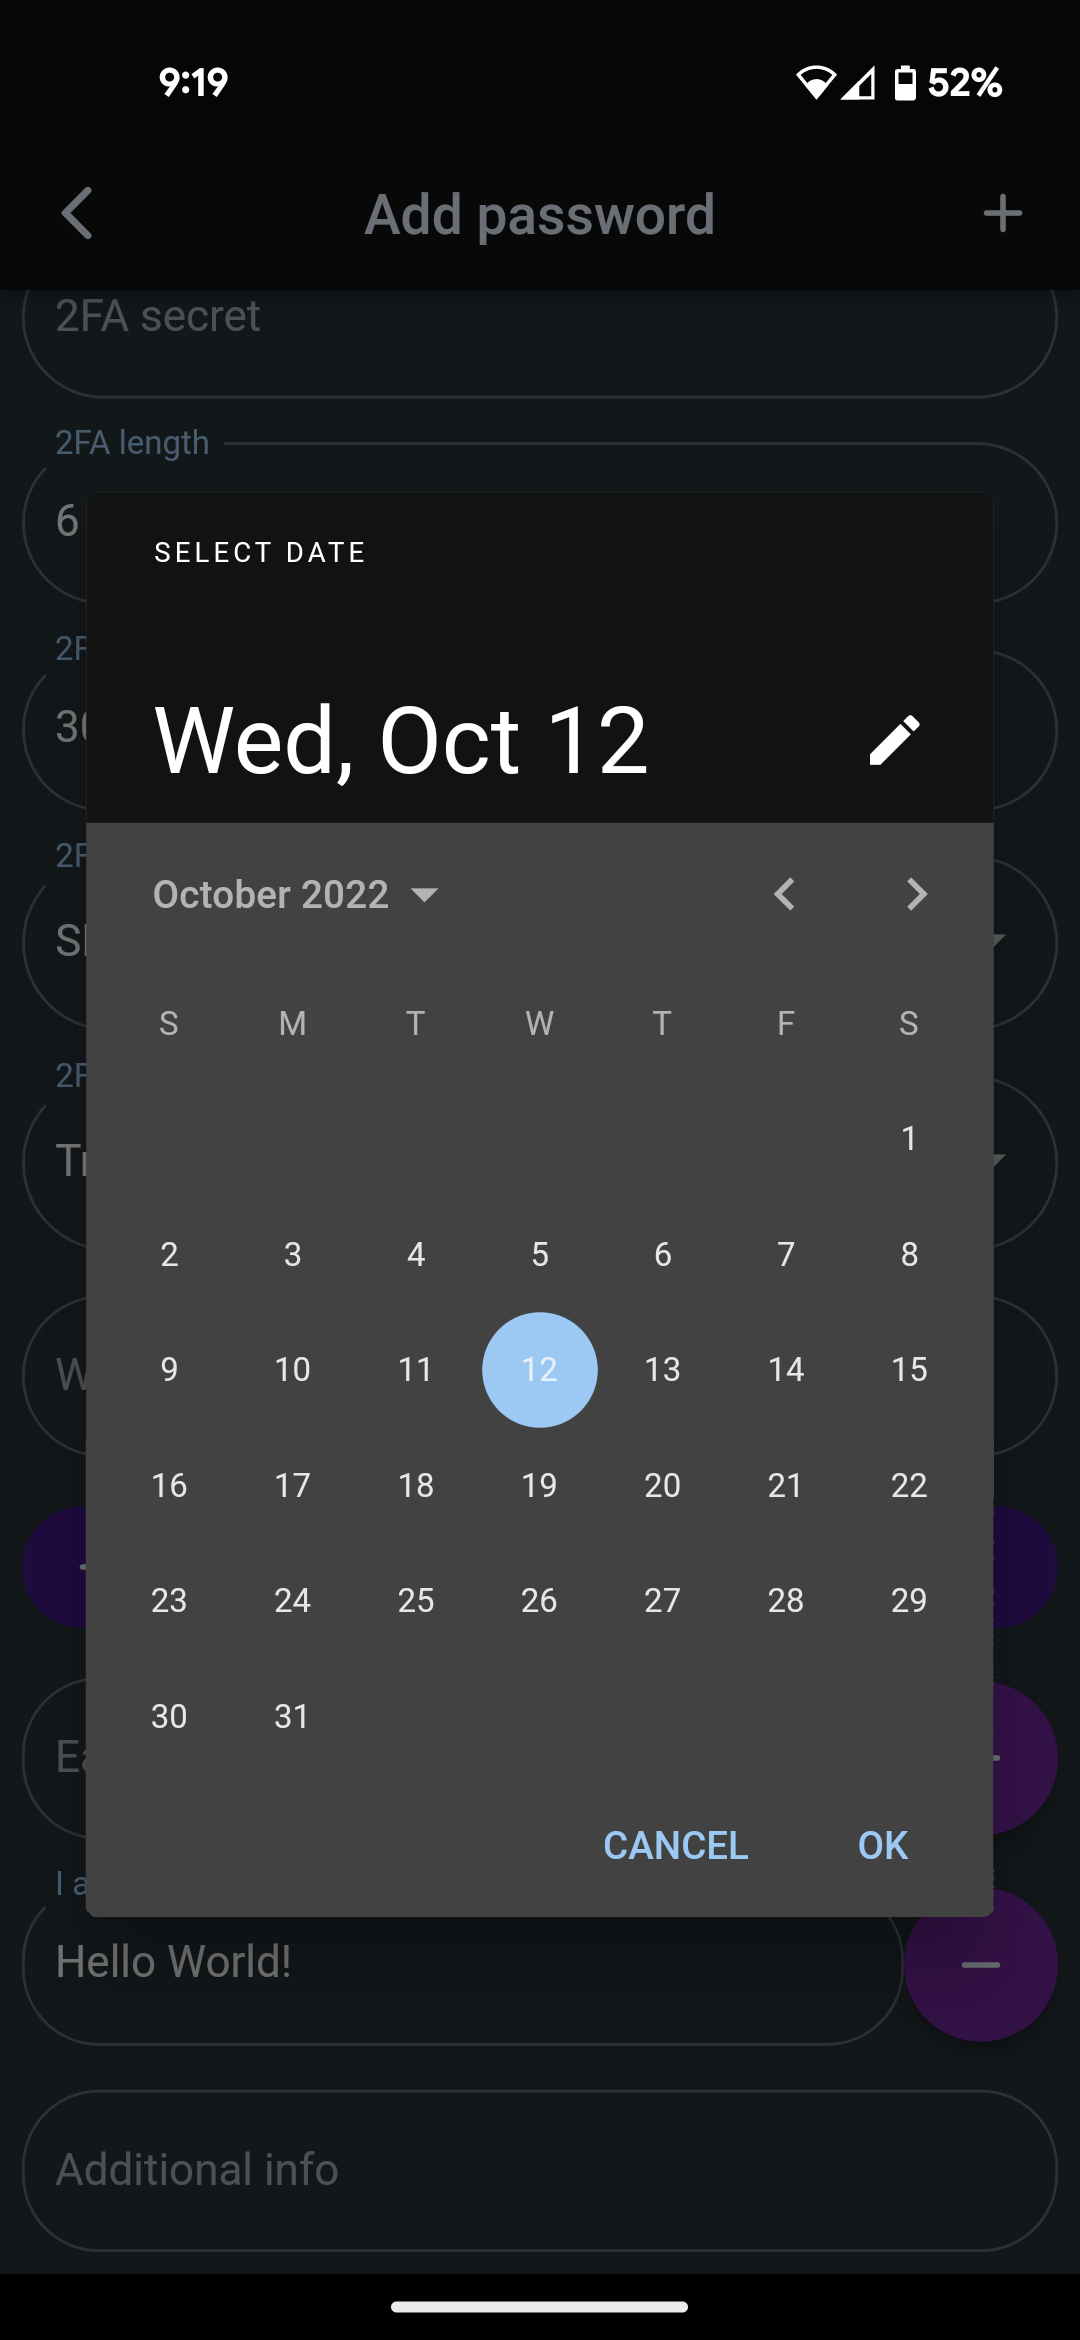 9:19
52%
Add password
2FA secret
2FA length
6
SELECT DATE
Wed, Oct 12
October 2022
S M T W T F S
1
2 3 4 5 6 7 8
9 10 11 12 13 14 15
16 17 18 19 20 21 22
23 24 25 26 27 28 29
30 31
CANCEL OK
Hello World!
Additional info